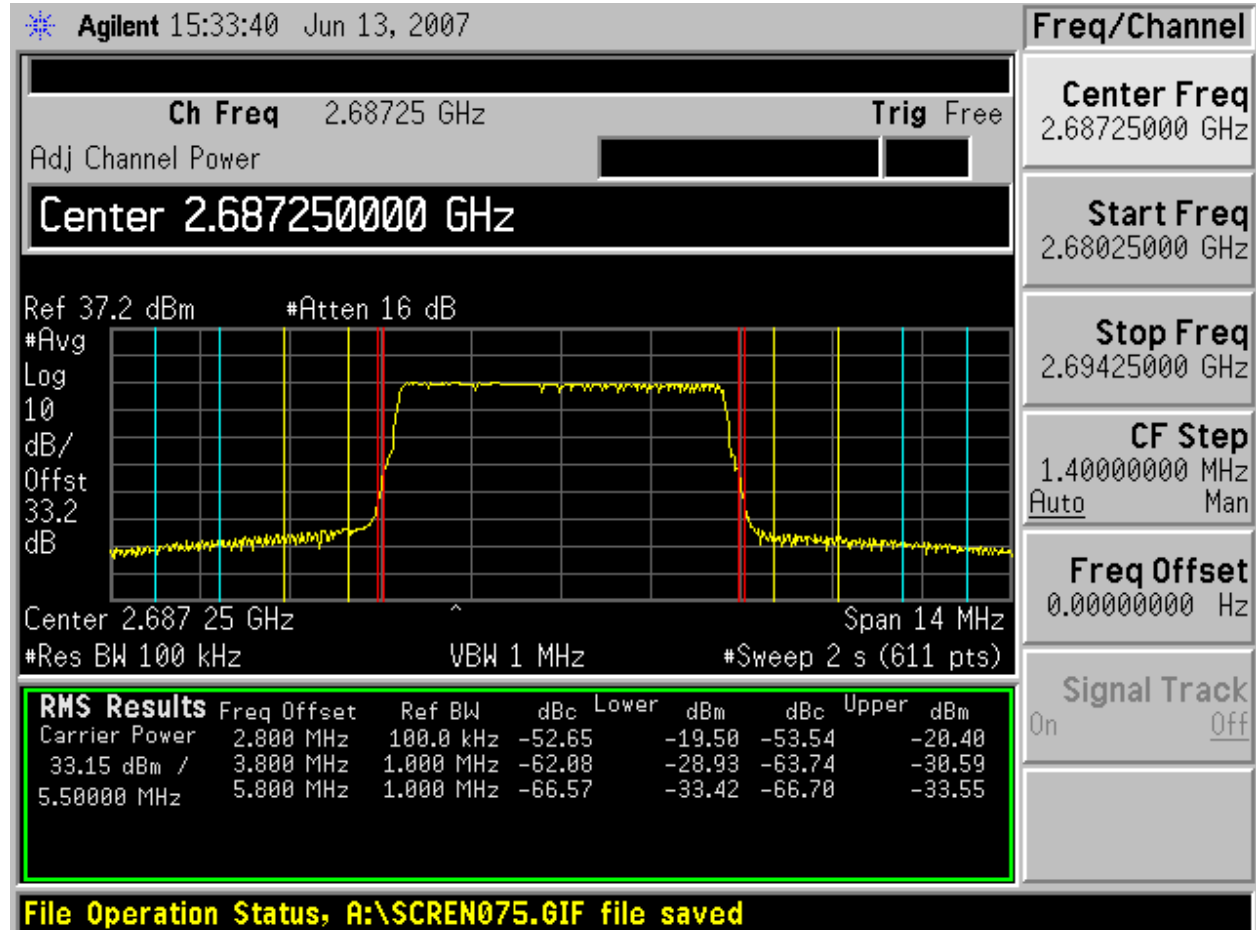 Agilent 15:33:40 Jun 13, 2007
Ch Freq 2.68725 GHz Trig Free
Adj Channel Power
Center 2.687250000 GHz
Ref 37.2 dBm #Atten 16 dB
#Avg
Log
10
dB/
Offst
33.2
dB
Center 2.687 25 GHz Span 14 MHz
#Res BW 100 kHz VBW 1 MHz #Sweep 2 s (611 pts)
RMS Results Freq Offset Ref BW dBc Lower dBm dBc Upper dBm
Carrier Power 2.800 MHz 100.0 kHz -52.65 -19.50 -53.54 -20.40
33.15 dBm / 3.800 MHz 1.000 MHz -62.08 -28.93 -63.74 -30.59
5.50000 MHz 5.800 MHz 1.000 MHz -66.57 -33.42 -66.70 -33.55
File Operation Status, A:\SCREN075.GIF file saved
Freq/Channel
Center Freq
2.68725000 GHz
Start Freq
2.68025000 GHz
Stop Freq
2.69425000 GHz
CF Step
1.40000000 MHz
Auto Man
Freq Offset
0.00000000 Hz
Signal Track
On Off